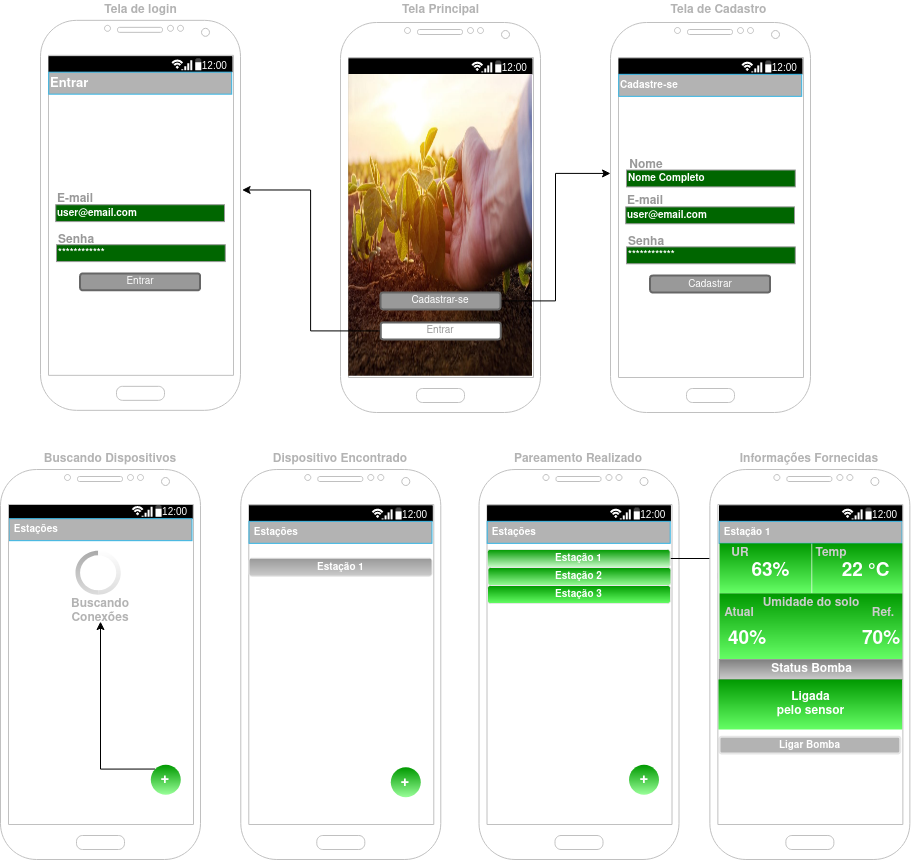 Tela de login
12:00
Entrar
E-mail
user@email.com
Senha
************
Entrar
Tela Principal
12:00
Cadastrar-se
Entrar
Tela de Cadastro
12:00
Cadastre-se
Nome
Nome Completo
E-mail
user@email.com
Senha
************
Cadastrar
Buscando Dispositivos
12:00
Estações
Buscando
Conexões
+
Dispositivo Encontrado
12:00
Estações
Estação 1
+
Pareamento Realizado
12:00
Estações
Estação 1
Estação 2
Estação 3
+
Informações Fornecidas
12:00
Estação 1
UR Temp
63% 22 °C
Umidade do solo
Atual Ref.
40% 70%
Status Bomba
Ligada
pelo sensor
Ligar Bomba